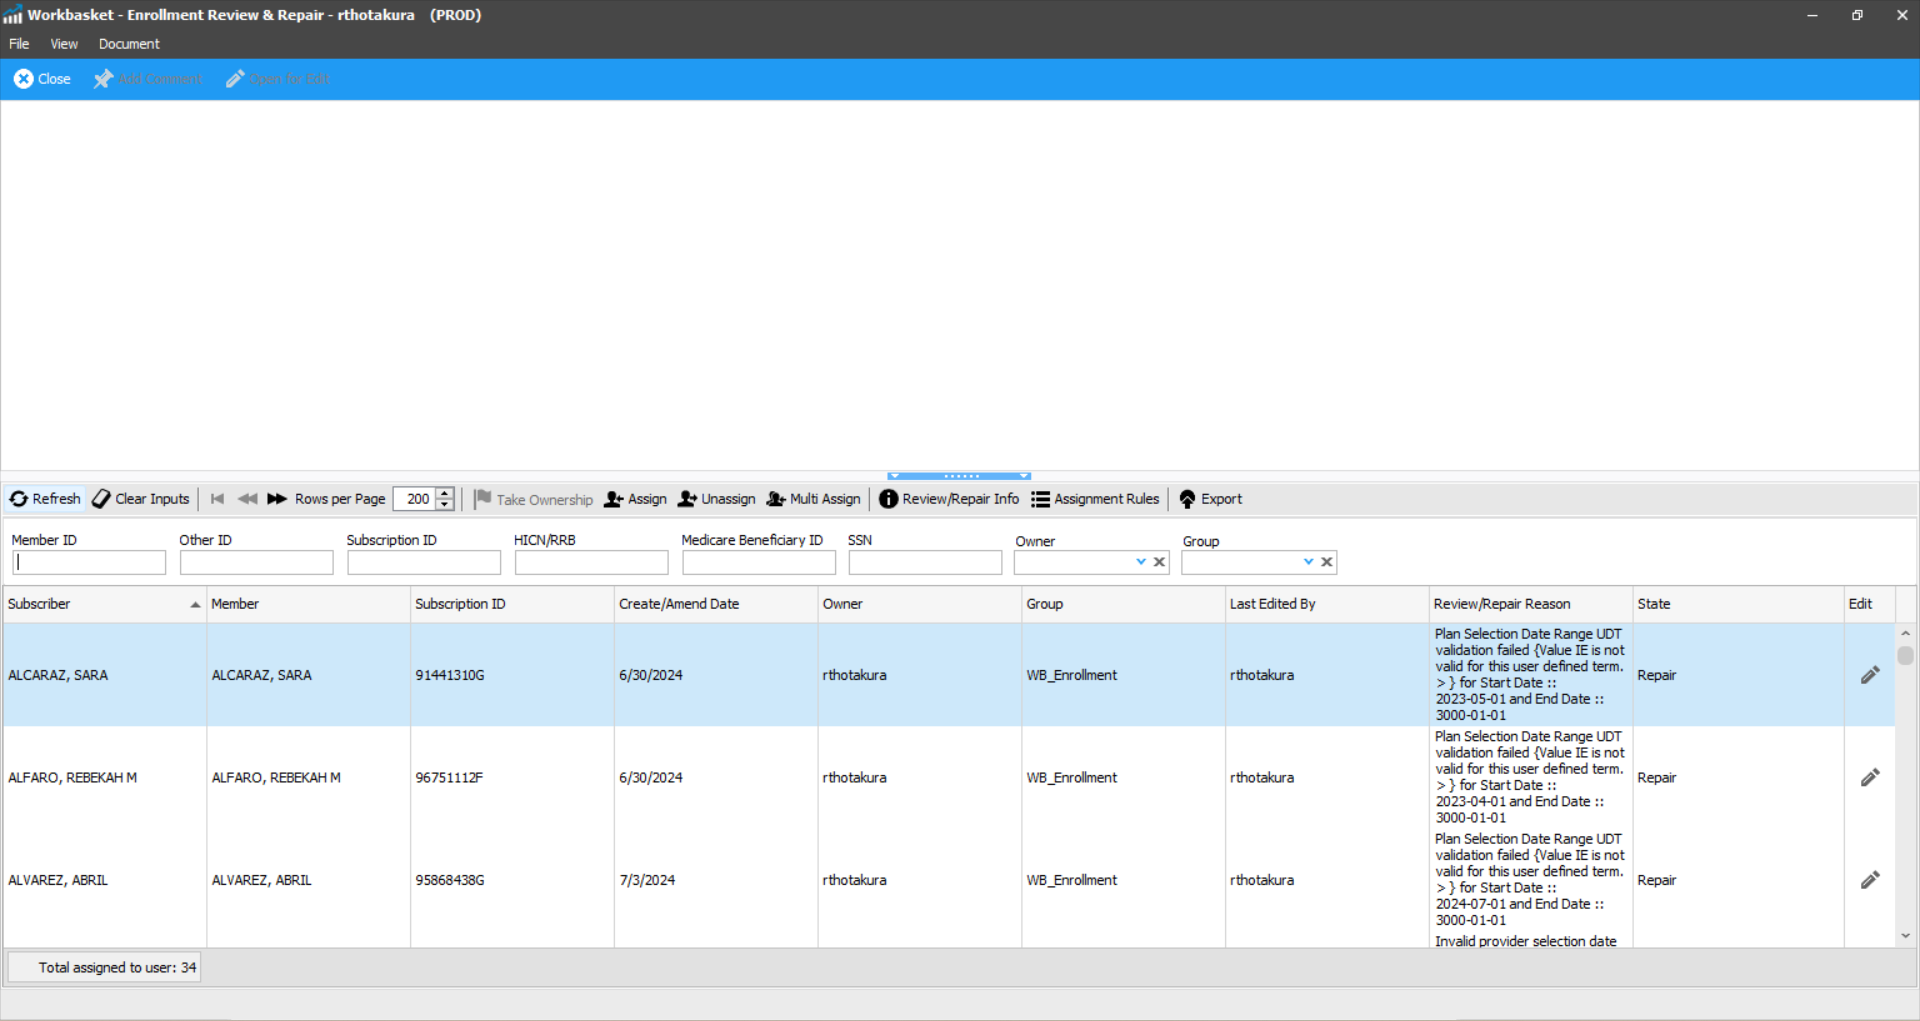 Workbasket - Enrollment Review & Repair - rthotakura (PROD)
File View Document
Close Add Comment Open for Edit
Refresh Clear Inputs Rows per Page 200 Take Ownership Assign Unassign Multi Assign Review/Repair Info Assignment Rules Export
Member ID Other ID Subscription ID HICN/RRB Medicare Beneficiary ID SSN Owner Group
Subscriber Member Subscription ID Create/Amend Date Owner Group Last Edited By Review/Repair Reason State Edit
ALCARAZ, SARA ALCARAZ, SARA 91441310G 6/30/2024 rthotakura WB_Enrollment rthotakura
Plan Selection Date Range UDT
validation failed {Value IE is not
valid for this user defined term.
> } for Start Date ::
2023-05-01 and End Date ::
3000-01-01
Repair
ALFARO, REBEKAH M ALFARO, REBEKAH M 96751112F 6/30/2024 rthotakura WB_Enrollment rthotakura
Plan Selection Date Range UDT
validation failed {Value IE is not
valid for this user defined term.
> } for Start Date ::
2023-04-01 and End Date ::
3000-01-01
Repair
ALVAREZ, ABRIL ALVAREZ, ABRIL 95868438G 7/3/2024 rthotakura WB_Enrollment rthotakura
Plan Selection Date Range UDT
validation failed {Value IE is not
valid for this user defined term.
> } for Start Date ::
2024-07-01 and End Date ::
3000-01-01
Repair
Invalid provider selection date
Total assigned to user: 34